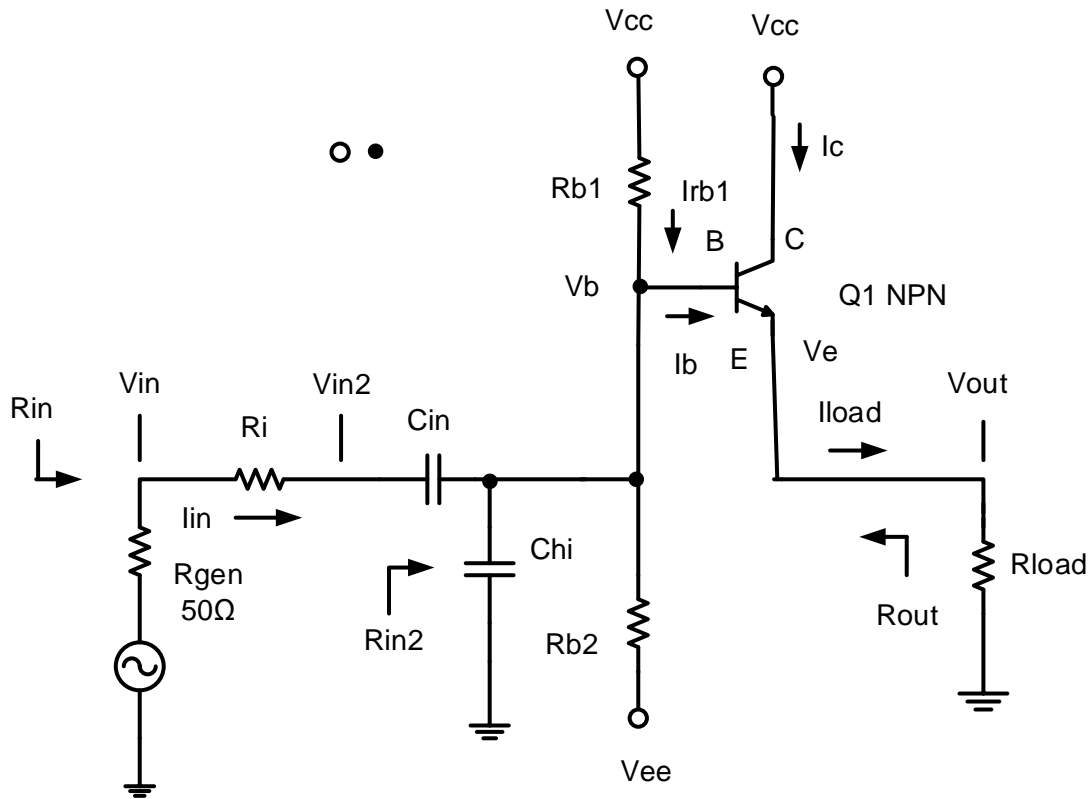 Vcc
Vcc
Ic
Rb1
Irb1
B
C
Vb
Q1 NPN
Ib
E
Ve
Vin
Vin2
Vout
Rin
Ri
Cin
Iload
Iin
Chi
Rgen
50Ω
Rload
Rin2
Rb2
Rout
Vee